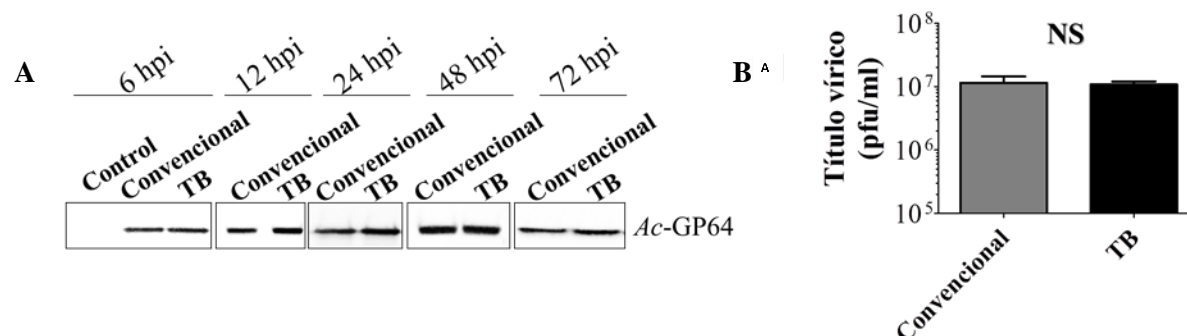 A
6 hpi
12 hpi
24 hpi
48 hpi
72 hpi
Control
Convencional
TB
Convencional
TB
Convencional
TB
Convencional
TB
Convencional
TB
Ac-GP64
B A
NS
Título vírico
(pfu/ml)
10⁸
10⁷
10⁶
10⁵
Convencional
TB